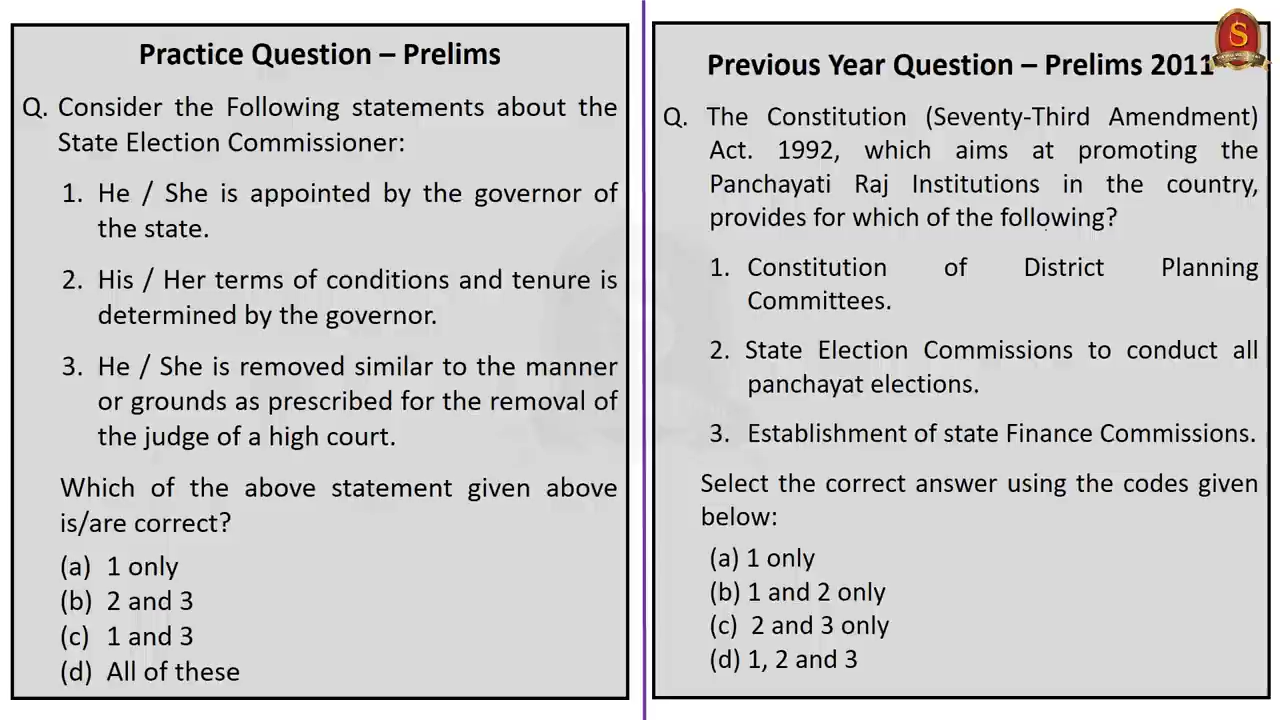 Practice Question – Prelims
Q. Consider the Following statements about the
State Election Commissioner:
1. He / She is appointed by the governor of
the state.
2. His / Her terms of conditions and tenure is
determined by the governor.
3. He / She is removed similar to the manner
or grounds as prescribed for the removal of
the judge of a high court.
Which of the above statement given above
is/are correct?
(a) 1 only
(b) 2 and 3
(c) 1 and 3
(d) All of these
Previous Year Question – Prelims 2011
Q. The Constitution (Seventy-Third Amendment)
Act. 1992, which aims at promoting the
Panchayati Raj Institutions in the country,
provides for which of the following?
1. Constitution of District Planning
Committees.
2. State Election Commissions to conduct all
panchayat elections.
3. Establishment of state Finance Commissions.
Select the correct answer using the codes given
below:
(a) 1 only
(b) 1 and 2 only
(c) 2 and 3 only
(d) 1, 2 and 3
S